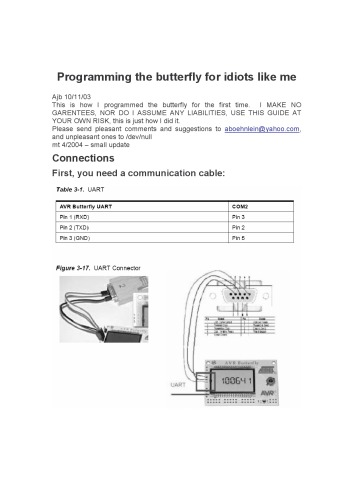 Programming the butterfly for idiots like me
Ajb 10/11/03
This is how I programmed the butterfly for the first time. I MAKE NO
GARENTEES, NOR DO I ASSUME ANY LIABILITIES, USE THIS GUIDE AT
YOUR OWN RISK, this is just how I did it.
Please send pleasant comments and suggestions to aboehnlein@yahoo.com,
and unpleasant ones to /dev/null
mt 4/2004 – small update
Connections
First, you need a communication cable:
Table 3-1. UART
AVR Butterfly UART COM2
Pin 1 (RXD) Pin 3
Pin 2 (TXD) Pin 2
Pin 3 (GND) Pin 5
Figure 3-17. UART Connector
AVR Butterfly
100641
UART
AVR